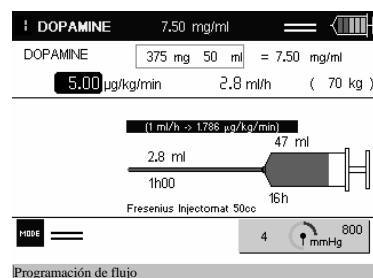 DOPAMINE 7.50 mg/ml
DOPAMINE 375 mg 50 ml = 7.50 mg/ml
5.00 µg/kg/min 2.8 ml/h ( 70 kg )
(1 ml/h -> 1.786 µg/kg/min)
47 ml
2.8 ml
1h00
16h
Fresenius Injectomat 50cc
MODE 4 mmHg 800
Programación de flujo